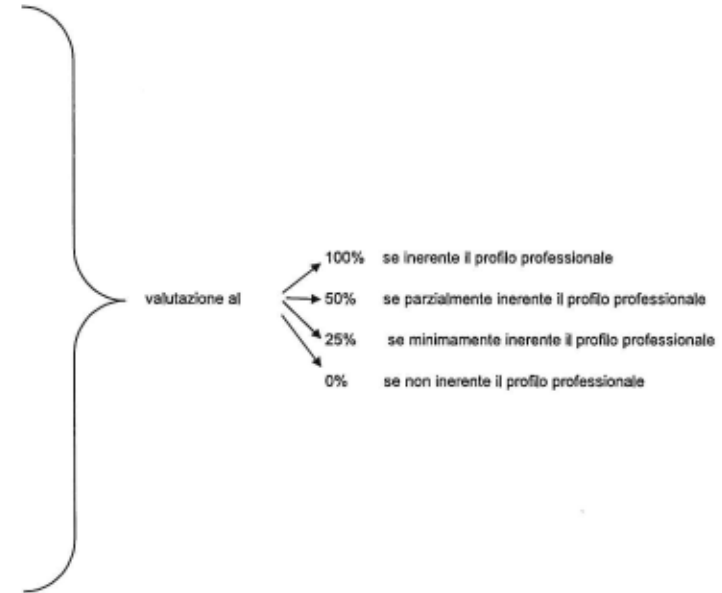 100% se inerente il profilo professionale
valutazione al 50% se parzialmente inerente il profilo professionale
25% se minimamente inerente il profilo professionale
0% se non inerente il profilo professionale